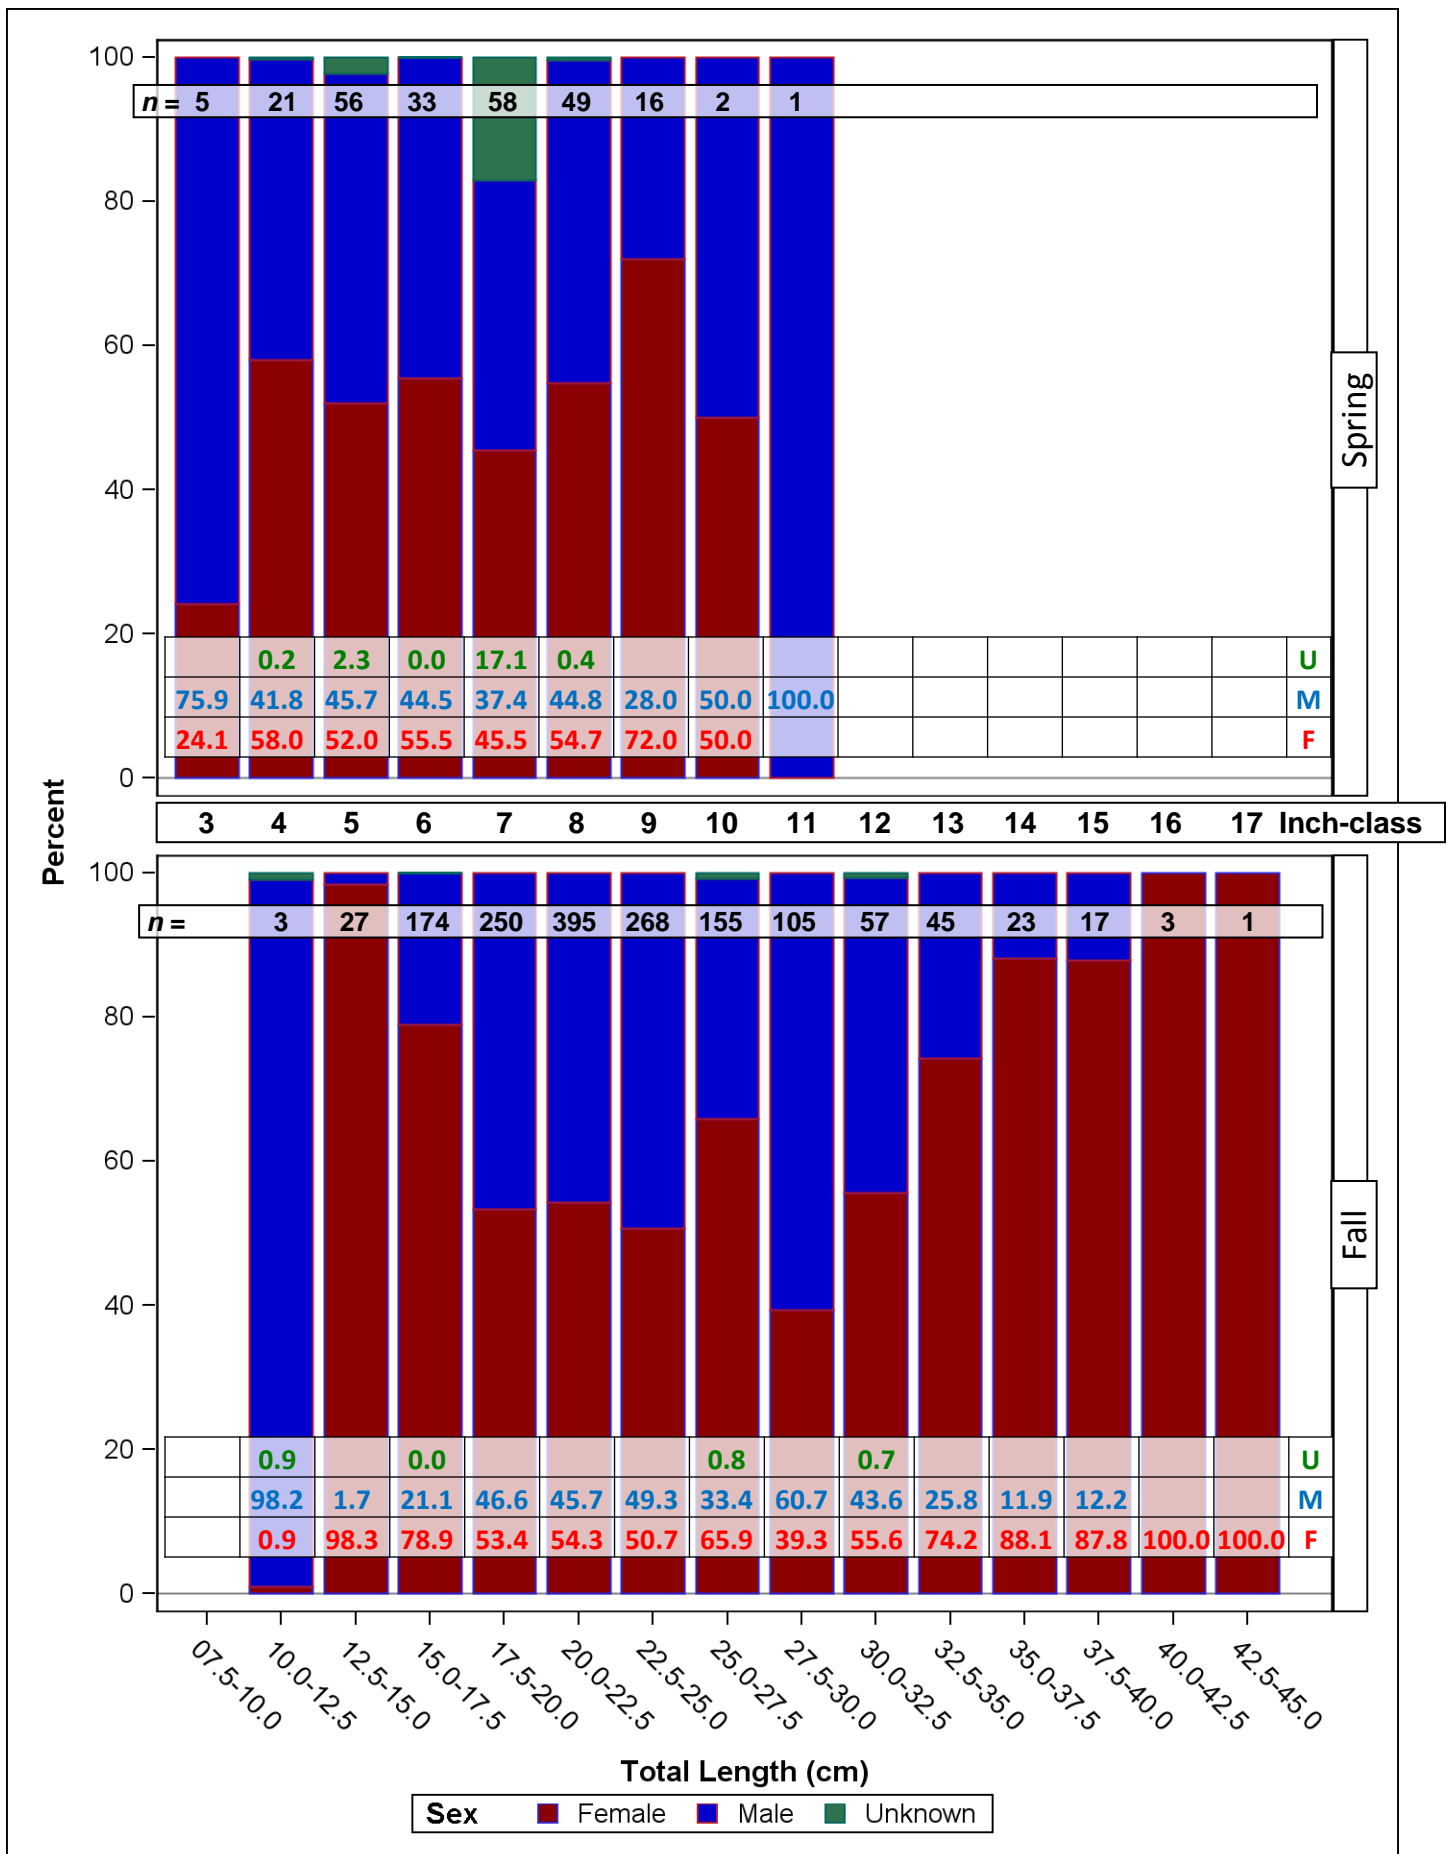 100
n = 5 21 56 33 58 49 16 2 1
80
60
40
20
0.2 2.3 0.0 17.1 0.4 U
75.9 41.8 45.7 44.5 37.4 44.8 28.0 50.0 100.0 M
24.1 58.0 52.0 55.5 45.5 54.7 72.0 50.0 F
0
Spring
Percent
3 4 5 6 7 8 9 10 11 12 13 14 15 16 17 Inch-class
100
n = 3 27 174 250 395 268 155 105 57 45 23 17 3 1
80
60
40
20
0.9 0.0 0.8 0.7 U
98.2 1.7 21.1 46.6 45.7 49.3 33.4 60.7 43.6 25.8 11.9 12.2 M
0.9 98.3 78.9 53.4 54.3 50.7 65.9 39.3 55.6 74.2 88.1 87.8 100.0 100.0 F
0
Fall
07.5-10.0
10.0-12.5
12.5-15.0
15.0-17.5
17.5-20.0
20.0-22.5
22.5-25.0
25.0-27.5
27.5-30.0
30.0-32.5
32.5-35.0
35.0-37.5
37.5-40.0
40.0-42.5
42.5-45.0
Total Length (cm)
Sex Female Male Unknown